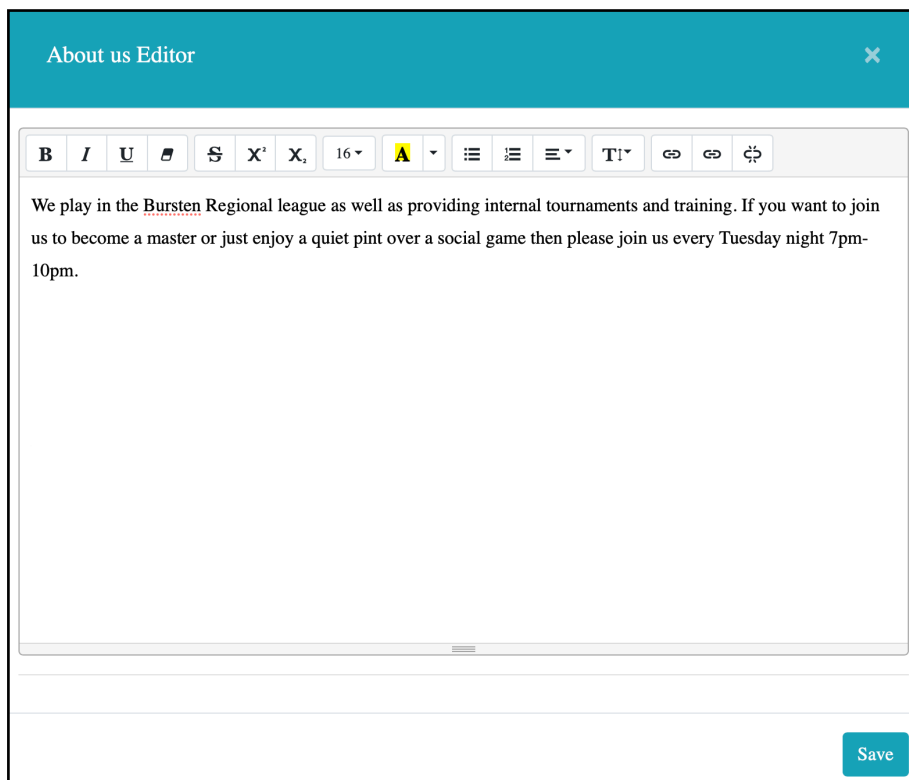 About us Editor ×
B I U S X² X₂ 16 A T
We play in the Bursten Regional league as well as providing internal tournaments and training. If you want to join
us to become a master or just enjoy a quiet pint over a social game then please join us every Tuesday night 7pm-
10pm.
Save